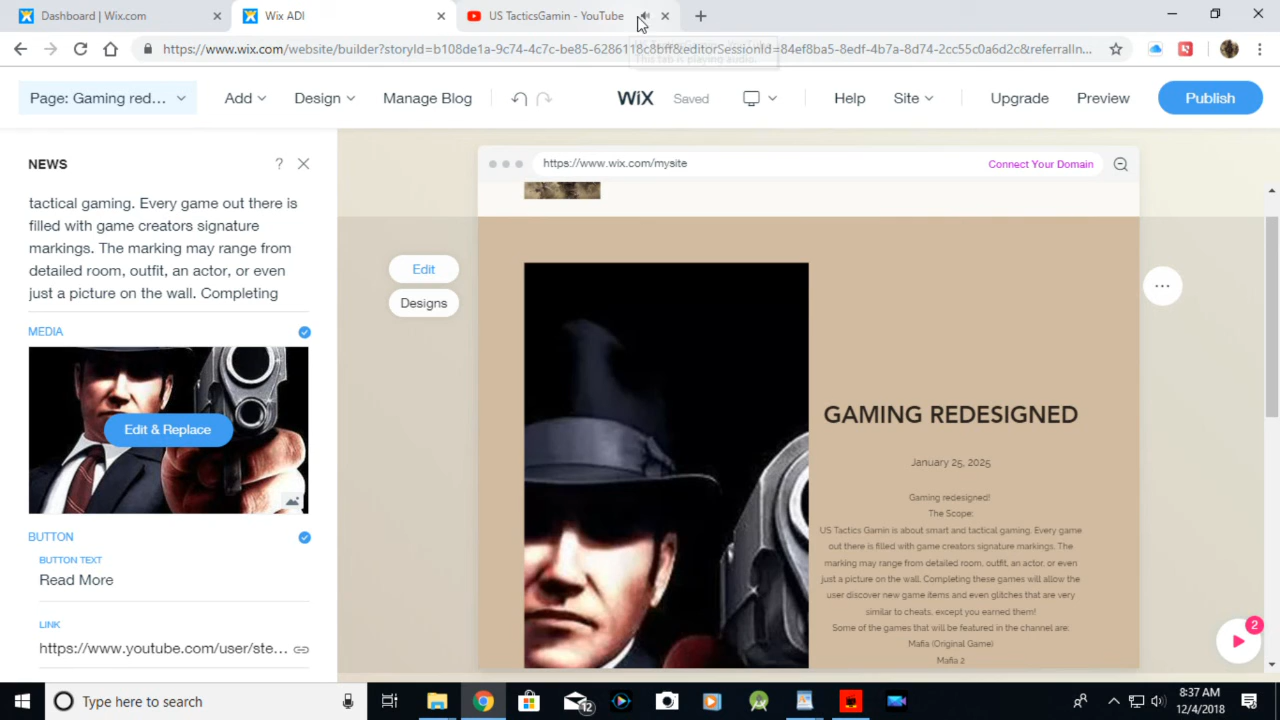 Dashboard | Wix.com
Wix ADI
US TacticsGamin - YouTube
https://www.wix.com/website/builder?storyId=b108de1a-9c74-4c7c-be85-6286118c8bff&editorSessionId=84ef8ba5-8edf-4b7a-8d74-2cc55c0a6d2c&referralIn...
This tab is playing audio.
Page: Gaming red...
Add
Design
Manage Blog
WiX
Saved
Help
Site
Upgrade
Preview
Publish
NEWS
?
https://www.wix.com/mysite
Connect Your Domain
tactical gaming. Every game out there is
filled with game creators signature
markings. The marking may range from
detailed room, outfit, an actor, or even
just a picture on the wall. Completing
MEDIA
Edit & Replace
BUTTON
BUTTON TEXT
Read More
LINK
https://www.youtube.com/user/ste...
Edit
Designs
GAMING REDESIGNED
January 25, 2025
Gaming redesigned!
The Scope:
US Tactics Gamin is about smart and tactical gaming. Every game
out there is filled with game creators signature markings. The
marking may range from detailed room, outfit, an actor, or even
just a picture on the wall. Completing these games will allow the
user discover new game items and even glitches that are very
similar to cheats, except you earned them!
Some of the games that will be featured in the channel are:
Mafia (Original Game)
Mafia 2
2
Type here to search
12
8:37 AM
12/4/2018